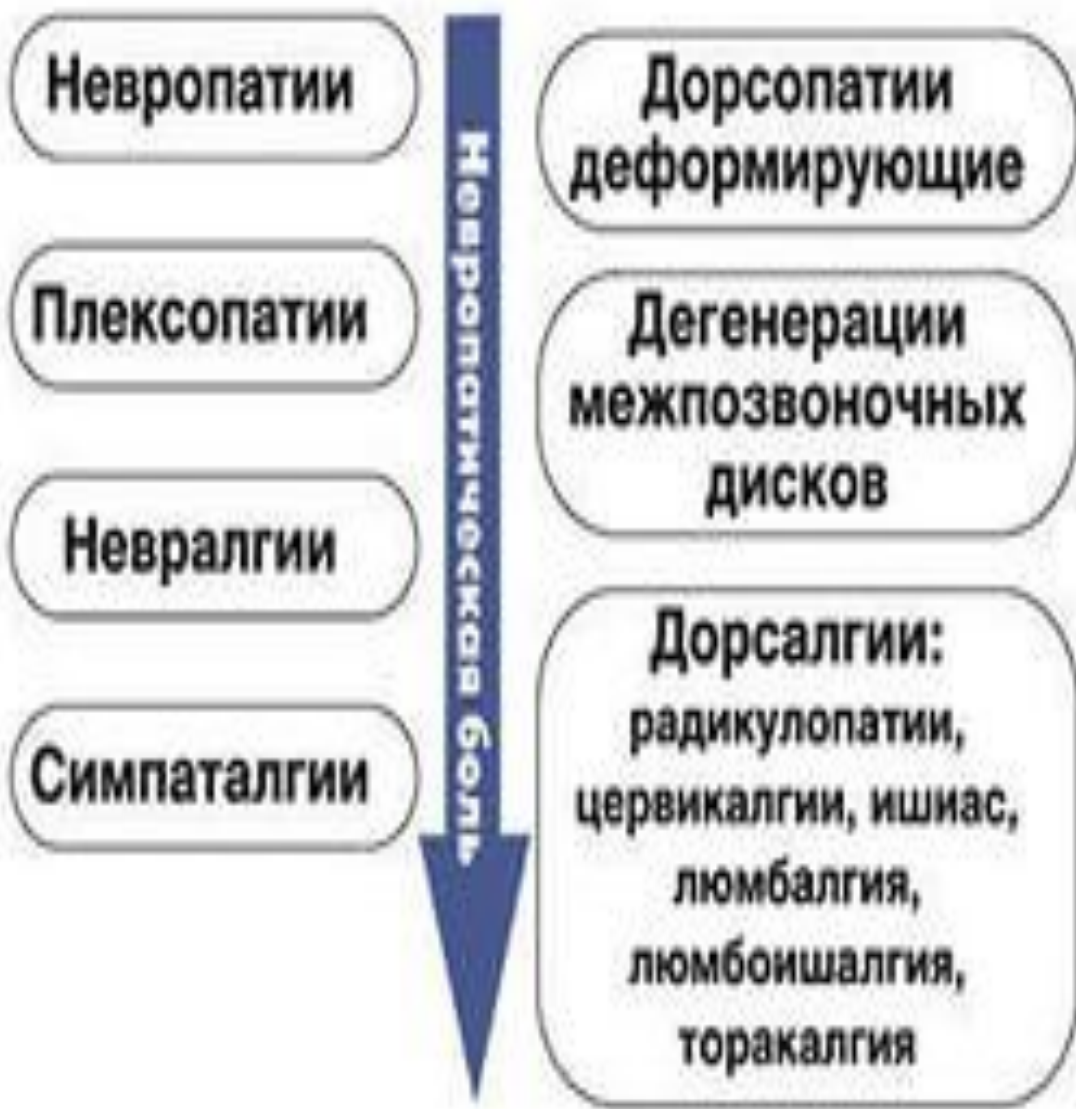 Невропатии
Плексопатии
Невралгии
Симпаталгии
Невропатическая боль
Дорсопатии
деформирующие
Дегенерации
межпозвоночных
дисков
Дорсалгии:
радикулопатии,
цервикалгии, ишиас,
люмбалгия,
люмбоишалгия,
торакалгия